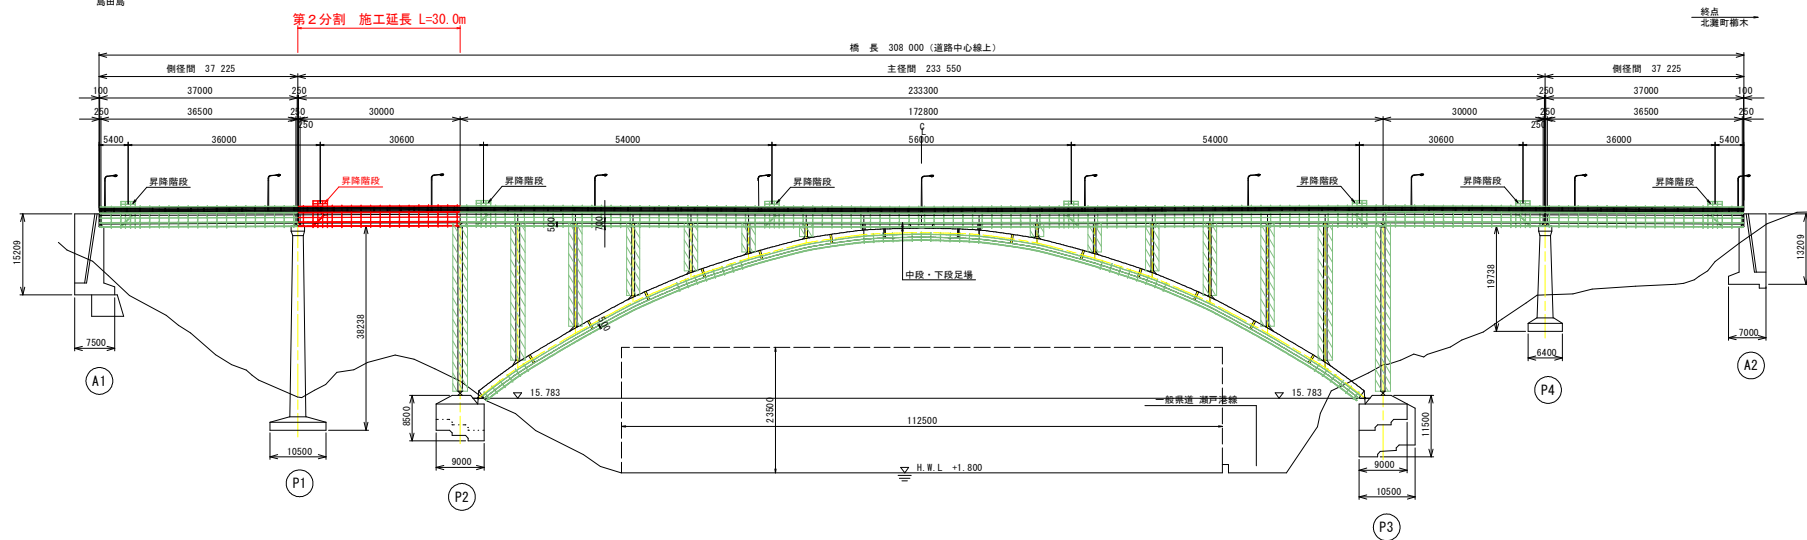 島田島
第2分割 施工延長 L=30.0m
終点
北灘町櫛木
橋 長 308 000 (道路中心線上)
側径間 37 225
主径間 233 550
側径間 37 225
100 37000 250 233300 250 37000 100
250 36500 250 30000 172800 30000 250 36500 250
250 250
CL
5400 36000 30600 54000 56000 54000 30600 36000 5400
昇降階段 昇降階段 昇降階段 昇降階段 昇降階段 昇降階段 昇降階段
500 700
15209
13209
中段・下段足場
19738
38238
500
7500
7000
6400
A1
A2
P4
15.783
15.783
一般県道 瀬戸港線
8500
23500
112500
11500
10500
9000
H.W.L +1.800
9000
10500
P1
P2
P3